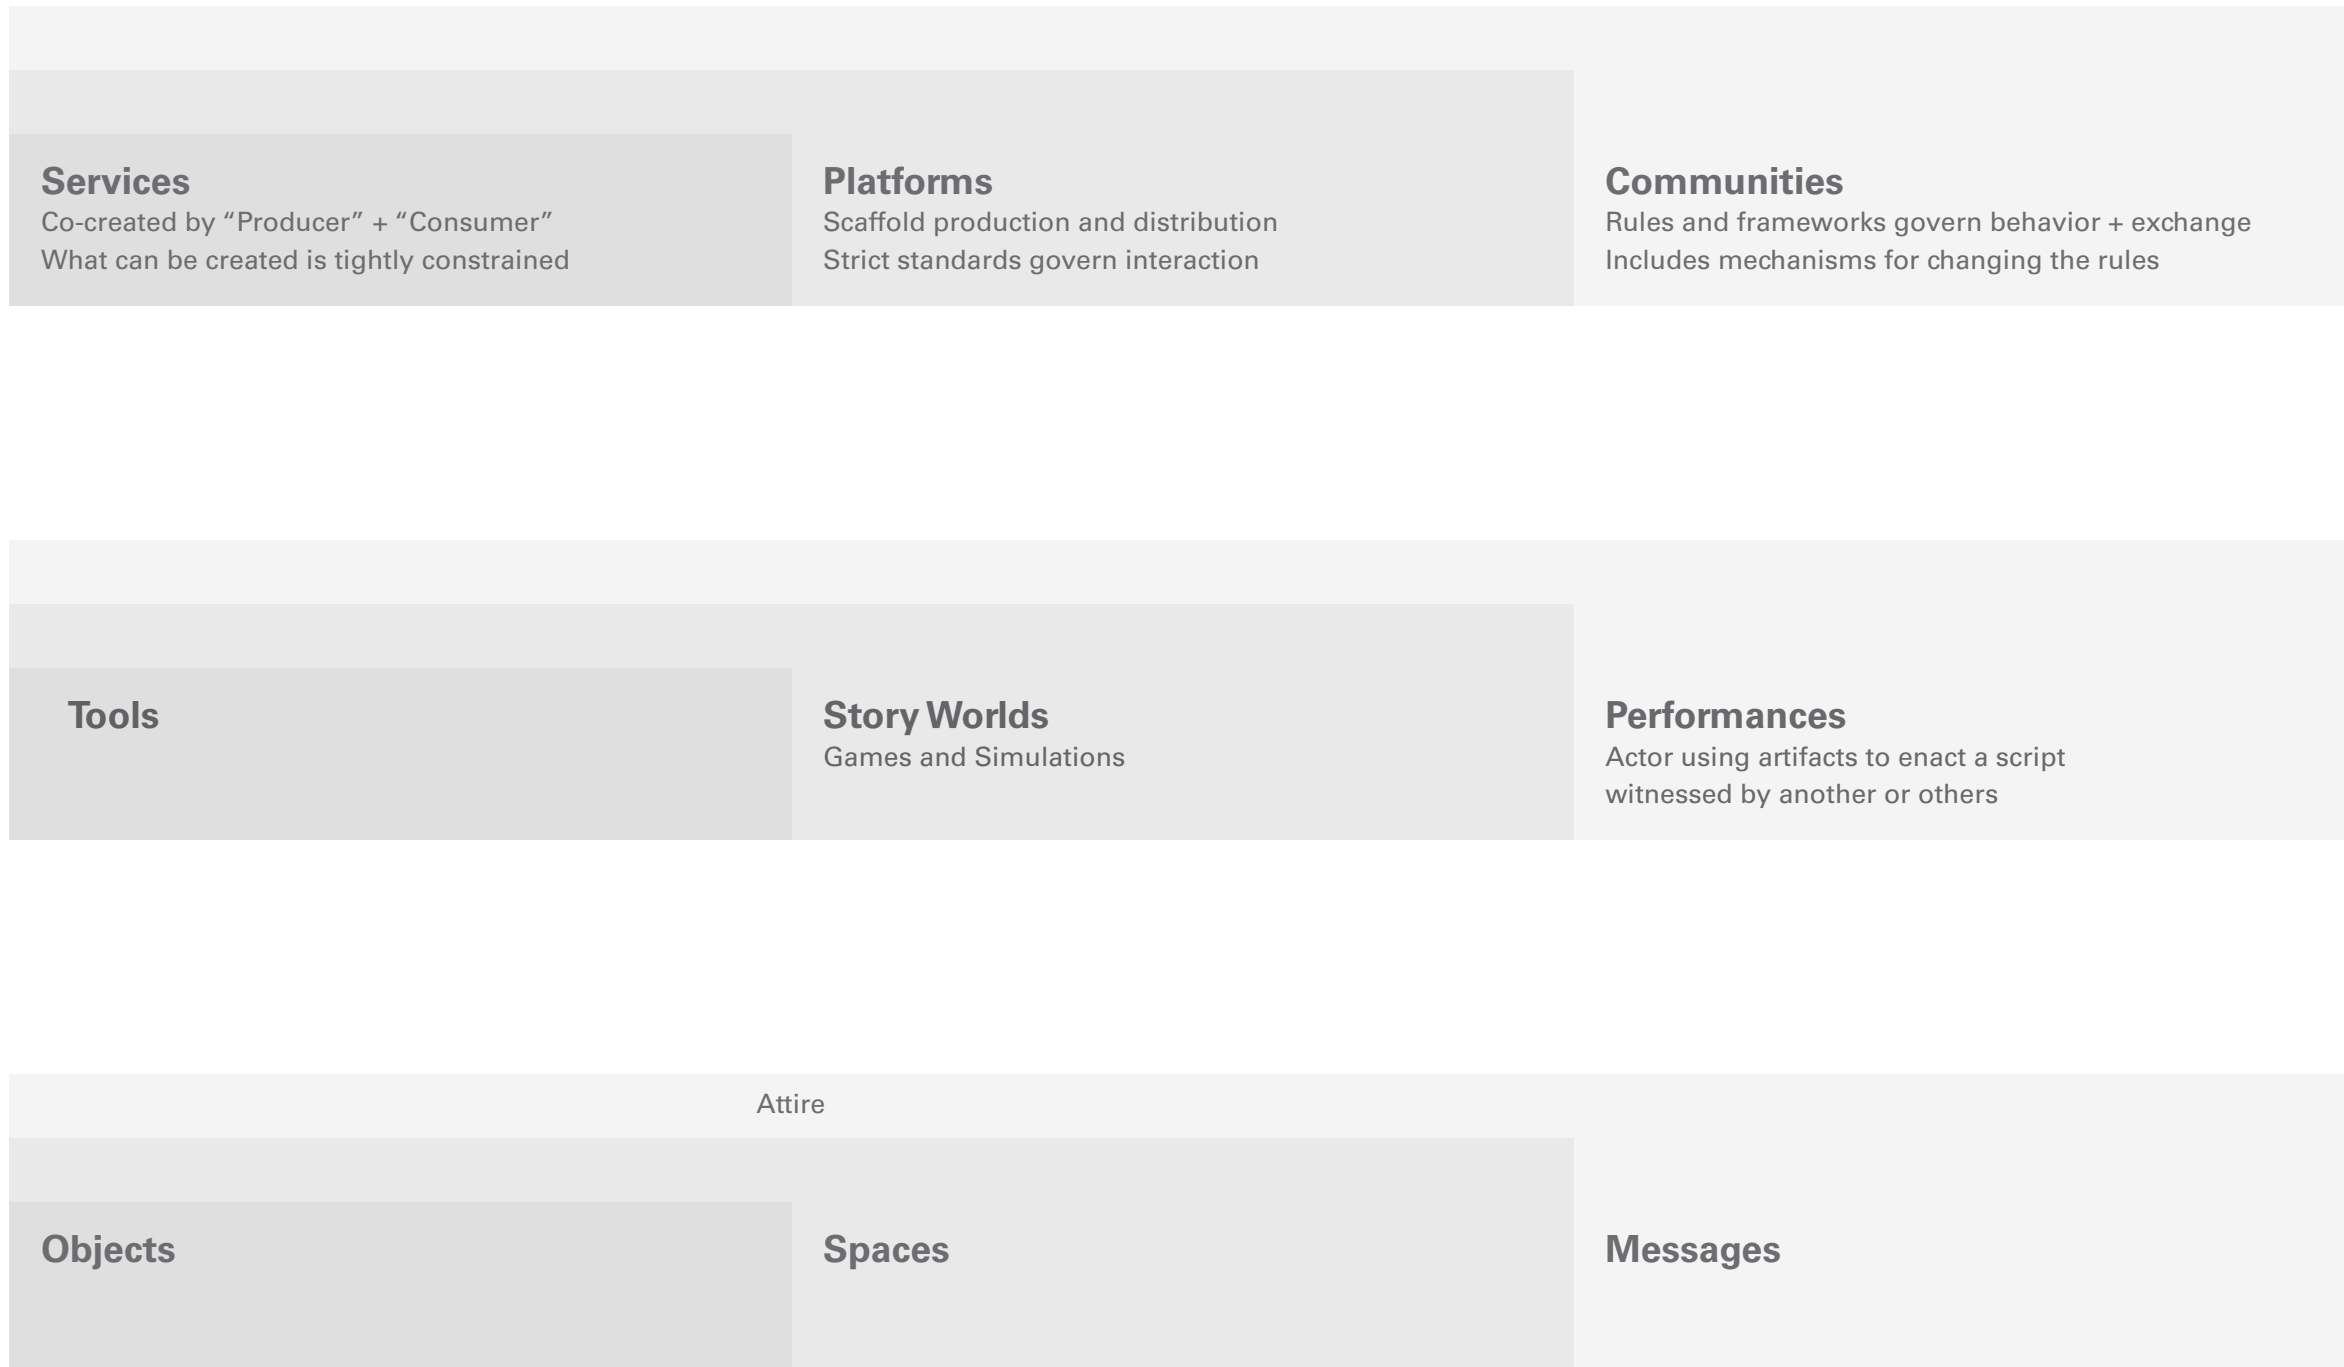 Services
Co-created by “Producer” + “Consumer”
What can be created is tightly constrained
Platforms
Scaffold production and distribution
Strict standards govern interaction
Communities
Rules and frameworks govern behavior + exchange
Includes mechanisms for changing the rules
Tools
Story Worlds
Games and Simulations
Performances
Actor using artifacts to enact a script
witnessed by another or others
Attire
Objects
Spaces
Messages